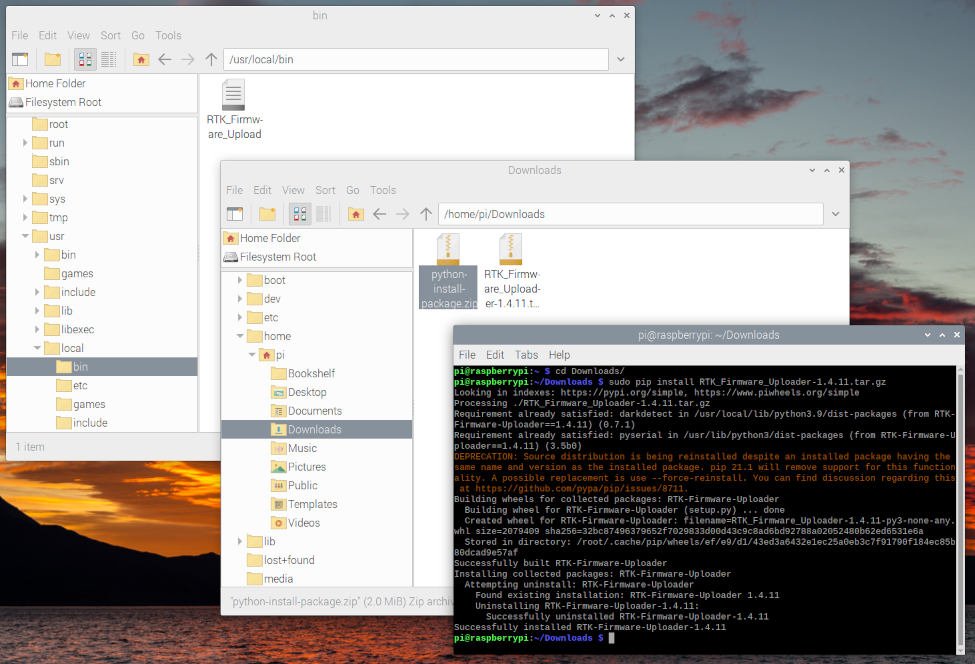 bin
File Edit View Sort Go Tools
/usr/local/bin
Home Folder
Filesystem Root
root
run
sbin
srv
sys
tmp
usr
bin
games
include
lib
libexec
local
bin
etc
games
include
1 item
RTK_Firmw-
are_Upload
Downloads
File Edit View Sort Go Tools
/home/pi/Downloads
Home Folder
Filesystem Root
boot
dev
etc
home
pi
Bookshelf
Desktop
Documents
Downloads
Music
Pictures
Public
Templates
Videos
lib
lost+found
media
python-
install-
package.zip
RTK_Firmw-
are_Upload-
er-1.4.11.t...
"python-install-package.zip" (2.0 MiB) Zip archiv
pi@raspberrypi: ~/Downloads
File Edit Tabs Help
pi@raspberrypi:~ $ cd Downloads/
pi@raspberrypi:~/Downloads $ sudo pip install RTK_Firmware_Uploader-1.4.11.tar.gz
Looking in indexes: https://pypi.org/simple, https://www.piwheels.org/simple
Processing ./RTK_Firmware_Uploader-1.4.11.tar.gz
Requirement already satisfied: darkdetect in /usr/local/lib/python3.9/dist-packages (from RTK-
Firmware-Uploader==1.4.11) (0.7.1)
Requirement already satisfied: pyserial in /usr/lib/python3/dist-packages (from RTK-Firmware-U
ploader==1.4.11) (3.5b0)
DEPRECATION: Source distribution is being reinstalled despite an installed package having the
same name and version as the installed package. pip 21.1 will remove support for this function
ality. A possible replacement is use --force-reinstall. You can find discussion regarding this
at https://github.com/pypa/pip/issues/8711.
Building wheels for collected packages: RTK-Firmware-Uploader
Building wheel for RTK-Firmware-Uploader (setup.py) ... done
Created wheel for RTK-Firmware-Uploader: filename=RTK_Firmware_Uploader-1.4.11-py3-none-any.
whl size=2079409 sha256=32bc87496379652f7029833d00d43c9c8ad6bd92788a02052480b62ed6531e6a
Stored in directory: /root/.cache/pip/wheels/ef/e9/d1/43ed3a6432e1ec25a0eb3c7f91790f184ec85b
80dcad9e57af
Successfully built RTK-Firmware-Uploader
Installing collected packages: RTK-Firmware-Uploader
Attempting uninstall: RTK-Firmware-Uploader
Found existing installation: RTK-Firmware-Uploader 1.4.11
Uninstalling RTK-Firmware-Uploader-1.4.11:
Successfully uninstalled RTK-Firmware-Uploader-1.4.11
Successfully installed RTK-Firmware-Uploader-1.4.11
pi@raspberrypi:~/Downloads $